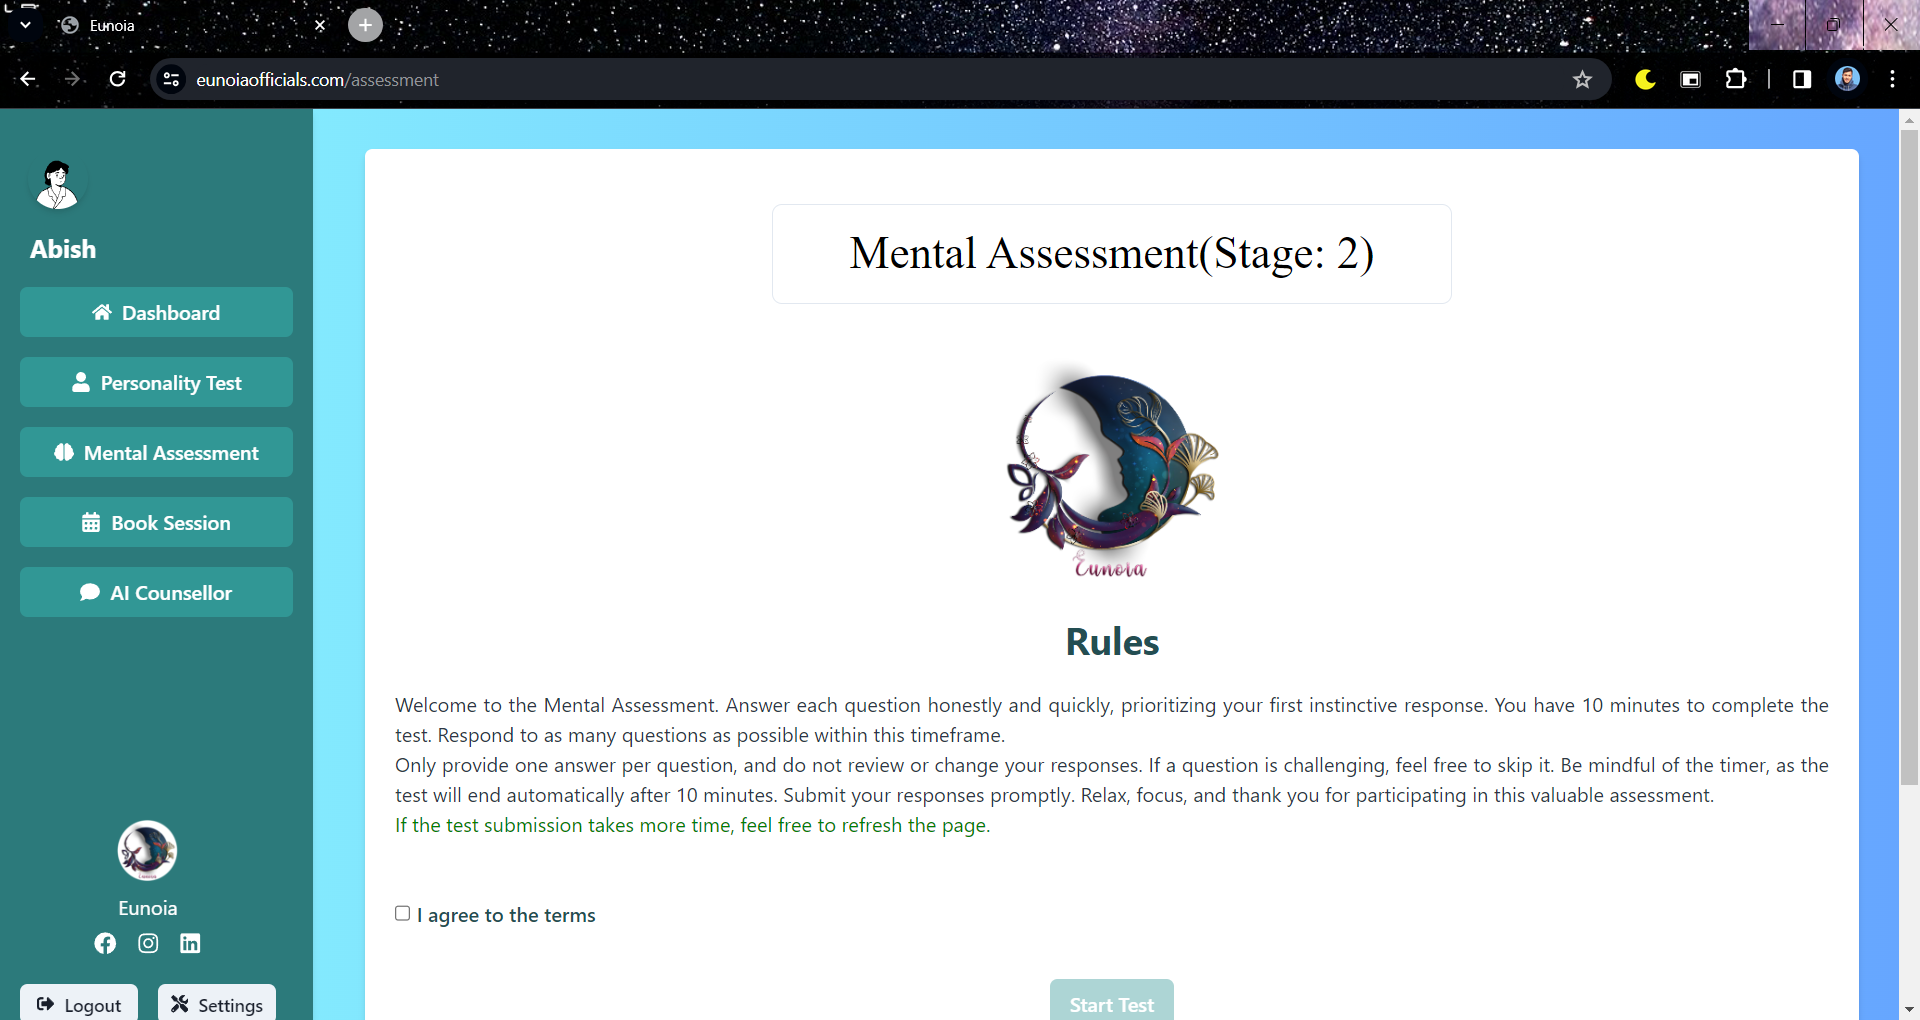 Eunoia
eunoiaofficials.com/assessment
Abish
Dashboard
Personality Test
Mental Assessment
Book Session
AI Counsellor
Eunoia
Logout
Settings
Mental Assessment(Stage: 2)
Eunoia
Rules
Welcome to the Mental Assessment. Answer each question honestly and quickly, prioritizing your first instinctive response. You have 10 minutes to complete the
test. Respond to as many questions as possible within this timeframe.
Only provide one answer per question, and do not review or change your responses. If a question is challenging, feel free to skip it. Be mindful of the timer, as the
test will end automatically after 10 minutes. Submit your responses promptly. Relax, focus, and thank you for participating in this valuable assessment.
If the test submission takes more time, feel free to refresh the page.
I agree to the terms
Start Test